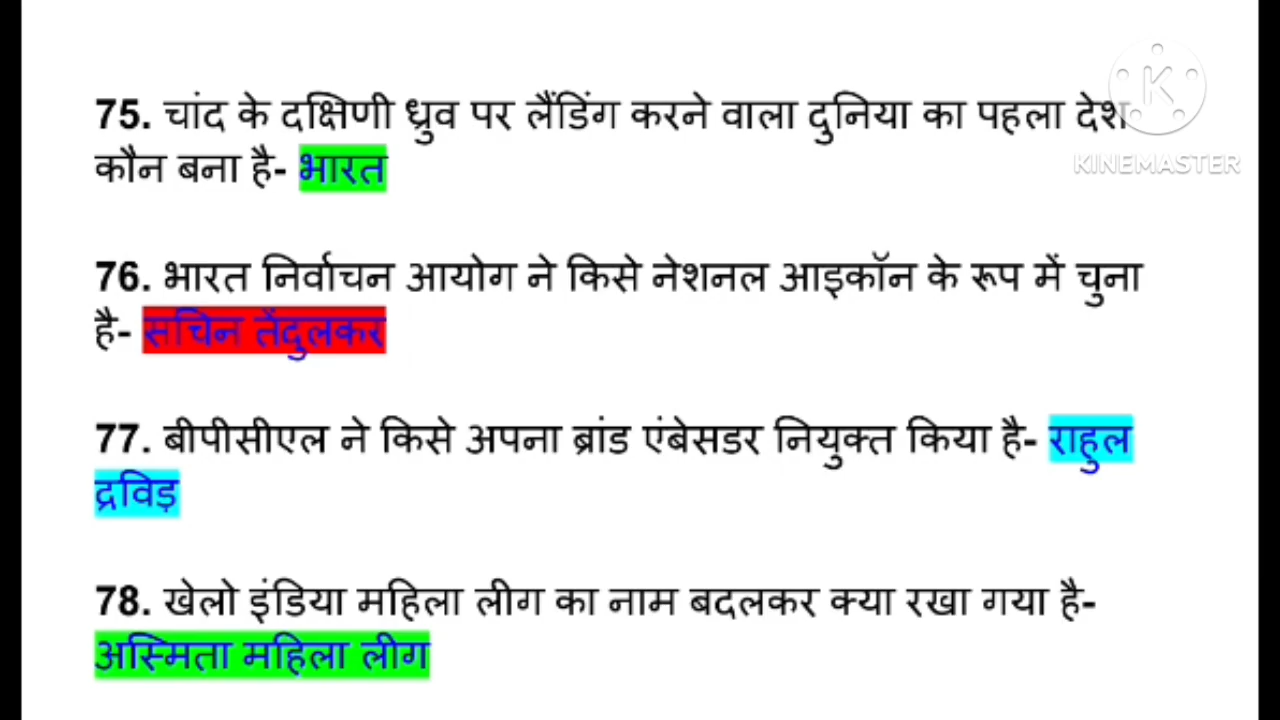 75. चांद के दक्षिणी ध्रुव पर लैंडिंग करने वाला दुनिया का पहला देश
कौन बना है- भारत
KINEMASTER
76. भारत निर्वाचन आयोग ने किसे नेशनल आइकॉन के रूप में चुना
है- सचिन तेंदुलकर
77. बीपीसीएल ने किसे अपना ब्रांड एंबेसडर नियुक्त किया है- राहुल
द्रविड़
78. खेलो इंडिया महिला लीग का नाम बदलकर क्या रखा गया है-
अस्मिता महिला लीग